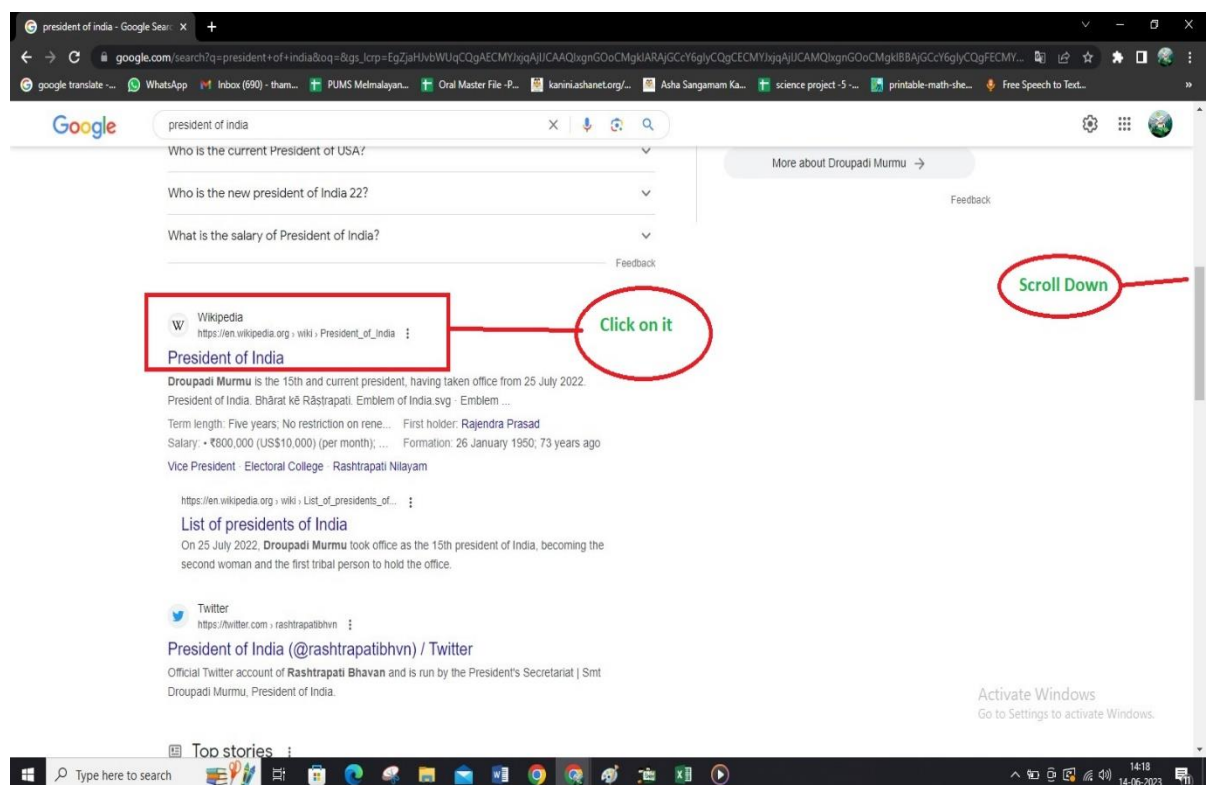 president of india - Google Sear
google.com/search?q=president+of+india&oq=
google translate -... WhatsApp Inbox (690) - tham... PUMS Melmalayan... Oral Master File -P... kanini.ashanet.org/... Asha Sangamam Ka... science project -5 -... printable-math-she... Free Speech to Text... »
Google president of india
Who is the current President of USA?
More about Droupadi Murmu →
Who is the new president of India 22?
Feedback
What is the salary of President of India?
Feedback
Scroll Down
W Wikipedia
https://en.wikipedia.org › wiki › President_of_India
Click on it
President of India
Droupadi Murmu is the 15th and current president, having taken office from 25 July 2022.
President of India. Bhārat kē Rāṣṭrapati. Emblem of India.svg · Emblem ...
Term length: Five years; No restriction on rene... First holder: Rajendra Prasad
Salary: • ₹800,000 (US$10,000) (per month); ... Formation: 26 January 1950; 73 years ago
Vice President · Electoral College · Rashtrapati Nilayam
https://en.wikipedia.org › wiki › List_of_presidents_of...
List of presidents of India
On 25 July 2022, Droupadi Murmu took office as the 15th president of India, becoming the
second woman and the first tribal person to hold the office.
Twitter
https://twitter.com › rashtrapatibhvn
President of India (@rashtrapatibhvn) / Twitter
Official Twitter account of Rashtrapati Bhavan and is run by the President's Secretariat | Smt
Droupadi Murmu, President of India.
Activate Windows
Go to Settings to activate Windows.
Top stories
Type here to search
14:18
14-06-2023